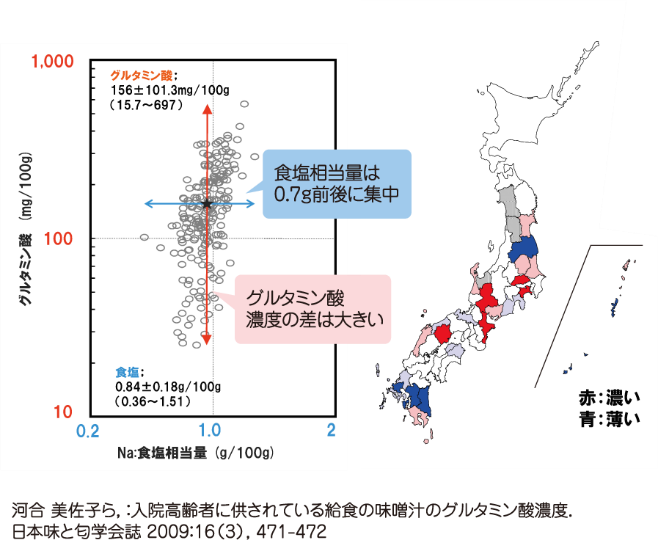 1,000
グルタミン酸：
156±101.3mg/100g
（15.7～697）
食塩相当量は
0.7g前後に集中
グルタミン酸 （mg/100g）
100
グルタミン酸
濃度の差は大きい
食塩：
0.84±0.18g/100g
（0.36～1.51）
10
0.2
1.0
2
Na:食塩相当量（g/100g）
赤：濃い
青：薄い
河合 美佐子ら，：入院高齢者に供されている給食の味噌汁のグルタミン酸濃度．
日本味と匂学会誌 2009：16（3），471-472